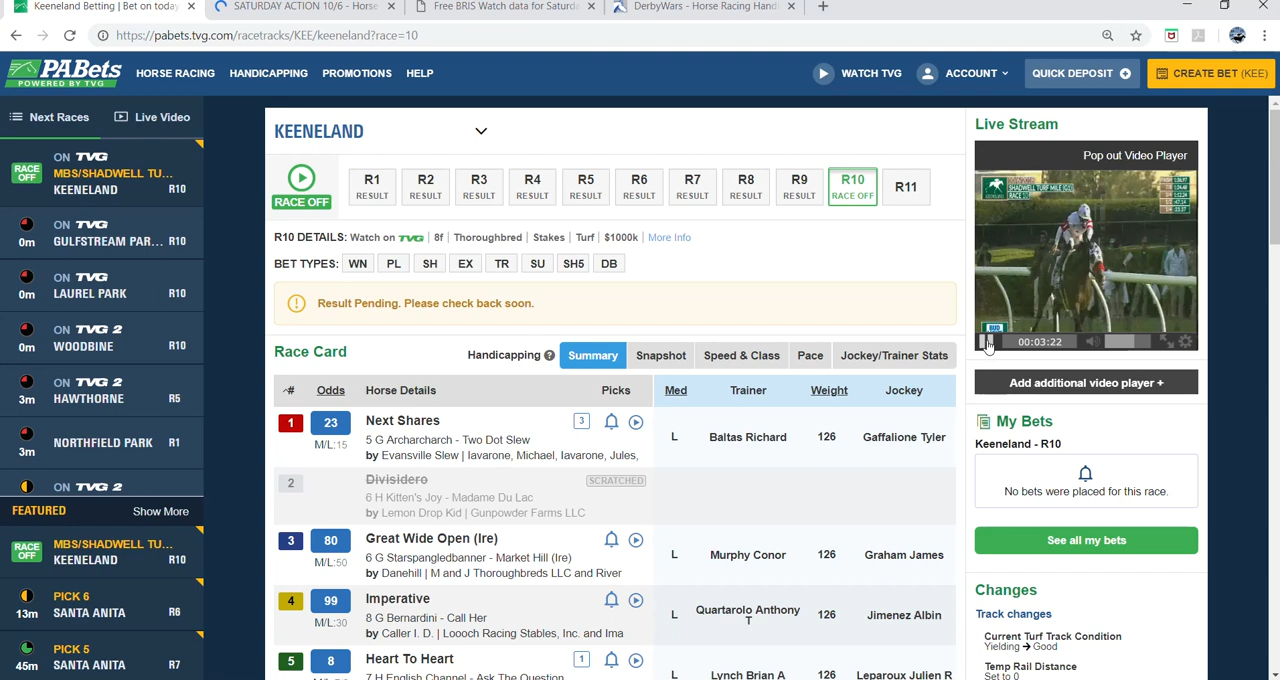 Keeneland Betting | Bet on today
SATURDAY ACTION 10/6 - Horse
Free BRIS Watch data for Saturda
DerbyWars - Horse Racing Handi
https://pabets.tvg.com/racetracks/KEE/keeneland?race=10
PABets
POWERED BY TVG
HORSE RACING
HANDICAPPING
PROMOTIONS
HELP
WATCH TVG
ACCOUNT
QUICK DEPOSIT
CREATE BET (KEE)
Next Races
Live Video
ON TVG
RACE OFF MBS/SHADWELL TU...
KEENELAND R10
ON TVG
0m GULFSTREAM PAR... R10
ON TVG
0m LAUREL PARK R10
ON TVG 2
0m WOODBINE R10
ON TVG 2
3m HAWTHORNE R5
3m NORTHFIELD PARK R1
ON TVG 2
FEATURED Show More
RACE OFF MBS/SHADWELL TU...
KEENELAND R10
PICK 6
13m SANTA ANITA R6
PICK 5
45m SANTA ANITA R7
KEENELAND
RACE OFF
R1 RESULT
R2 RESULT
R3 RESULT
R4 RESULT
R5 RESULT
R6 RESULT
R7 RESULT
R8 RESULT
R9 RESULT
R10 RACE OFF
R11
R10 DETAILS: Watch on TVG | 8f | Thoroughbred | Stakes | Turf | $1000k | More Info
BET TYPES: WN PL SH EX TR SU SH5 DB
Result Pending. Please check back soon.
Race Card
Handicapping ? Summary Snapshot Speed & Class Pace Jockey/Trainer Stats
# Odds Horse Details Picks Med Trainer Weight Jockey
1 23 Next Shares 3
M/L:15 5 G Archarcharch - Two Dot Slew L Baltas Richard 126 Gaffalione Tyler
by Evansville Slew | Iavarone, Michael, Iavarone, Jules,
2 Divisidero SCRATCHED
6 H Kitten's Joy - Madame Du Lac
by Lemon Drop Kid | Gunpowder Farms LLC
3 80 Great Wide Open (Ire)
M/L:50 6 G Starspangledbanner - Market Hill (Ire) L Murphy Conor 126 Graham James
by Danehill | M and J Thoroughbreds LLC and River
4 99 Imperative
M/L:30 8 G Bernardini - Call Her L Quartarolo Anthony T 126 Jimenez Albin
by Caller I. D. | Loooch Racing Stables, Inc. and Ima
5 8 Heart To Heart 1
7 H English Channel - Ask The Question L Lynch Brian A 126 Leparoux Julien R
Live Stream
Pop out Video Player
SHADWELL TURF MILE (G1)
RACE 10
BUD
00:03:22
Add additional video player +
My Bets
Keeneland - R10
No bets were placed for this race.
See all my bets
Changes
Track changes
Current Turf Track Condition
Yielding → Good
Temp Rail Distance
Set to 0